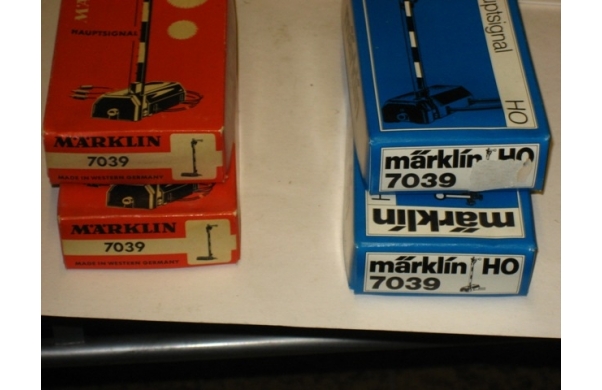 HAUPTSIGNAL
MÄRKLIN
7039
MADE IN WESTERN GERMANY
MÄRKLIN
7039
MADE IN WESTERN GERMANY
uptsignal
HO
märklin HO
7039
märklin
H
märklin HO
7039